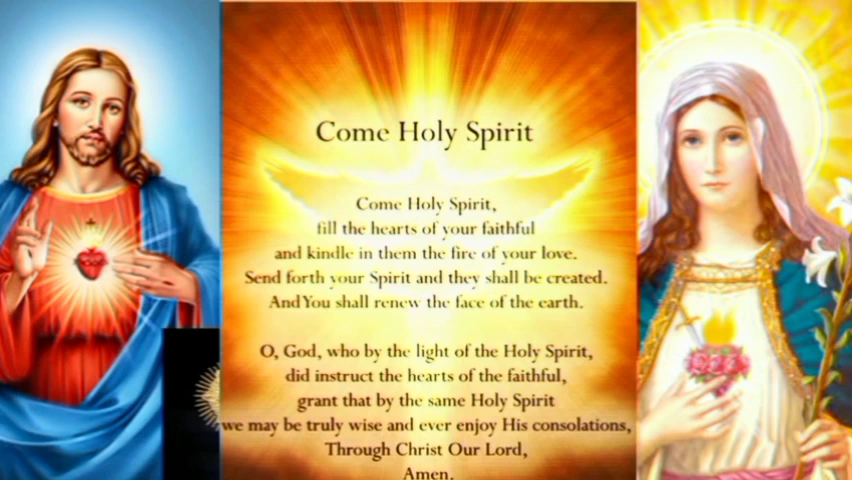 Come Holy Spirit
Come Holy Spirit,
fill the hearts of your faithful
and kindle in them the fire of your love.
Send forth your Spirit and they shall be created.
And You shall renew the face of the earth.
O, God, who by the light of the Holy Spirit,
did instruct the hearts of the faithful,
grant that by the same Holy Spirit
we may be truly wise and ever enjoy His consolations,
Through Christ Our Lord,
Amen.